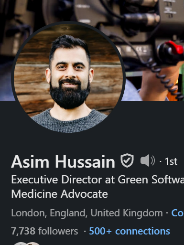 Asim Hussain · 1st
Executive Director at Green Softwa
Medicine Advocate
London, England, United Kingdom · Co
7,738 followers · 500+ connections